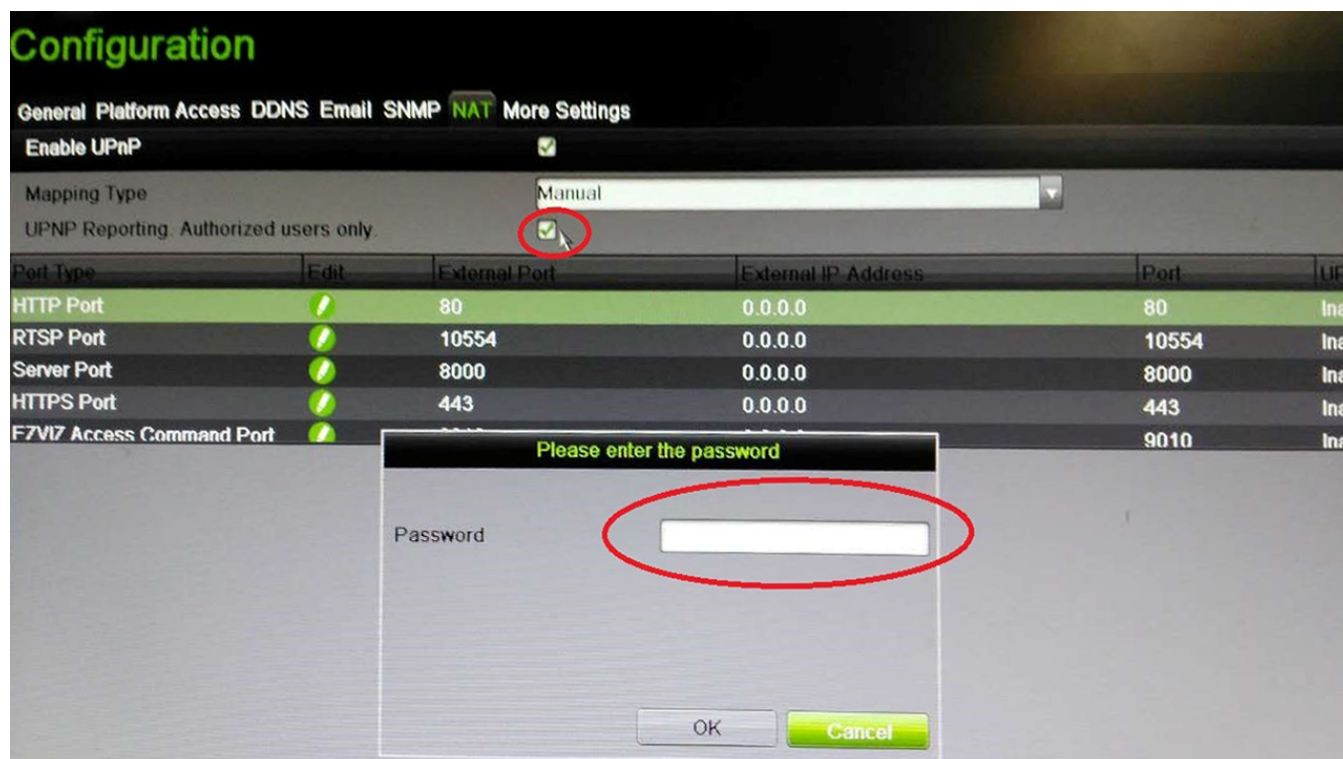 Configuration
General Platform Access DDNS Email SNMP NAT More Settings
Enable UPnP
Mapping Type Manual
UPNP Reporting. Authorized users only.
Port Type Edit External Port External IP Address Port
HTTP Port 80 0.0.0.0 80
RTSP Port 10554 0.0.0.0 10554
Server Port 8000 0.0.0.0 8000
HTTPS Port 443 0.0.0.0 443
Access Command Port 9010
Please enter the password
Password
OK Cancel